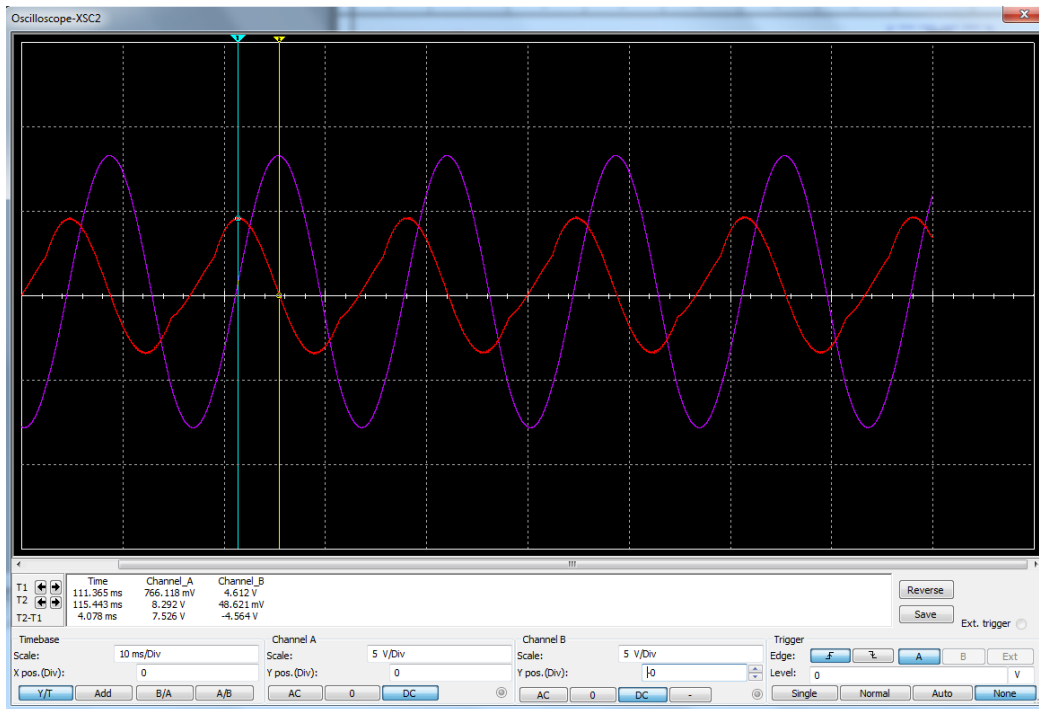 Oscilloscope-XSC2
x
1
2
T1
T2
T2-T1
Time Channel_A Channel_B
111.365 ms 766.118 mV 4.612 V
115.443 ms 8.292 V 48.621 mV
4.078 ms 7.526 V -4.564 V
Reverse
Save
Ext. trigger
Timebase
Scale: 10 ms/Div
X pos.(Div): 0
Y/T Add B/A A/B
Channel A
Scale: 5 V/Div
Y pos.(Div): 0
AC 0 DC
Channel B
Scale: 5 V/Div
Y pos.(Div): 0
AC 0 DC -
Trigger
Edge: A B Ext
Level: 0 V
Single Normal Auto None